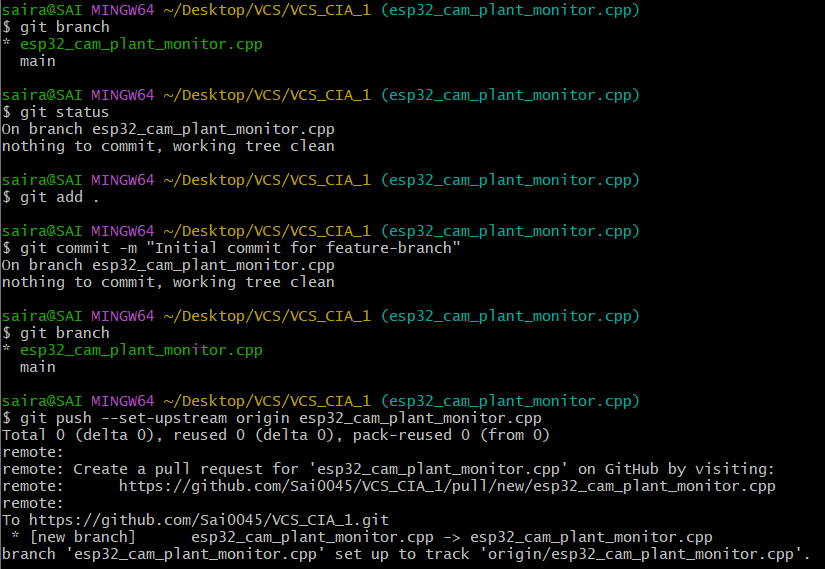 saira@SAI MINGW64 ~/Desktop/VCS/VCS_CIA_1 (esp32_cam_plant_monitor.cpp)
$ git branch
* esp32_cam_plant_monitor.cpp
  main

saira@SAI MINGW64 ~/Desktop/VCS/VCS_CIA_1 (esp32_cam_plant_monitor.cpp)
$ git status
On branch esp32_cam_plant_monitor.cpp
nothing to commit, working tree clean

saira@SAI MINGW64 ~/Desktop/VCS/VCS_CIA_1 (esp32_cam_plant_monitor.cpp)
$ git add .

saira@SAI MINGW64 ~/Desktop/VCS/VCS_CIA_1 (esp32_cam_plant_monitor.cpp)
$ git commit -m "Initial commit for feature-branch"
On branch esp32_cam_plant_monitor.cpp
nothing to commit, working tree clean

saira@SAI MINGW64 ~/Desktop/VCS/VCS_CIA_1 (esp32_cam_plant_monitor.cpp)
$ git branch
* esp32_cam_plant_monitor.cpp
  main

saira@SAI MINGW64 ~/Desktop/VCS/VCS_CIA_1 (esp32_cam_plant_monitor.cpp)
$ git push --set-upstream origin esp32_cam_plant_monitor.cpp
Total 0 (delta 0), reused 0 (delta 0), pack-reused 0 (from 0)
remote:
remote: Create a pull request for 'esp32_cam_plant_monitor.cpp' on GitHub by visiting:
remote:      https://github.com/Sai0045/VCS_CIA_1/pull/new/esp32_cam_plant_monitor.cpp
remote:
To https://github.com/Sai0045/VCS_CIA_1.git
 * [new branch]      esp32_cam_plant_monitor.cpp -> esp32_cam_plant_monitor.cpp
branch 'esp32_cam_plant_monitor.cpp' set up to track 'origin/esp32_cam_plant_monitor.cpp'.